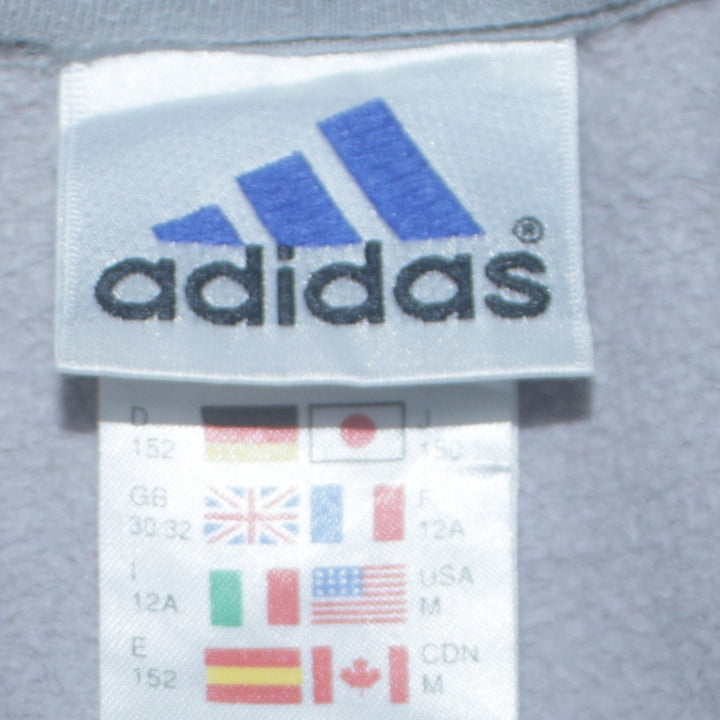 adidas®
D J
152 150
GB F
30/32 12A
I USA
12A M
E CDN
152 M